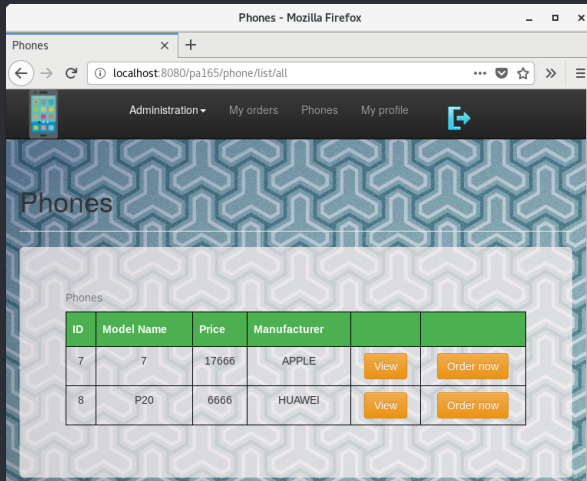 Phones - Mozilla Firefox
Phones
localhost:8080/pa165/phone/list/all
Administration My orders Phones My profile
Phones
Phones
ID Model Name Price Manufacturer
7 7 17666 APPLE View Order now
8 P20 6666 HUAWEI View Order now